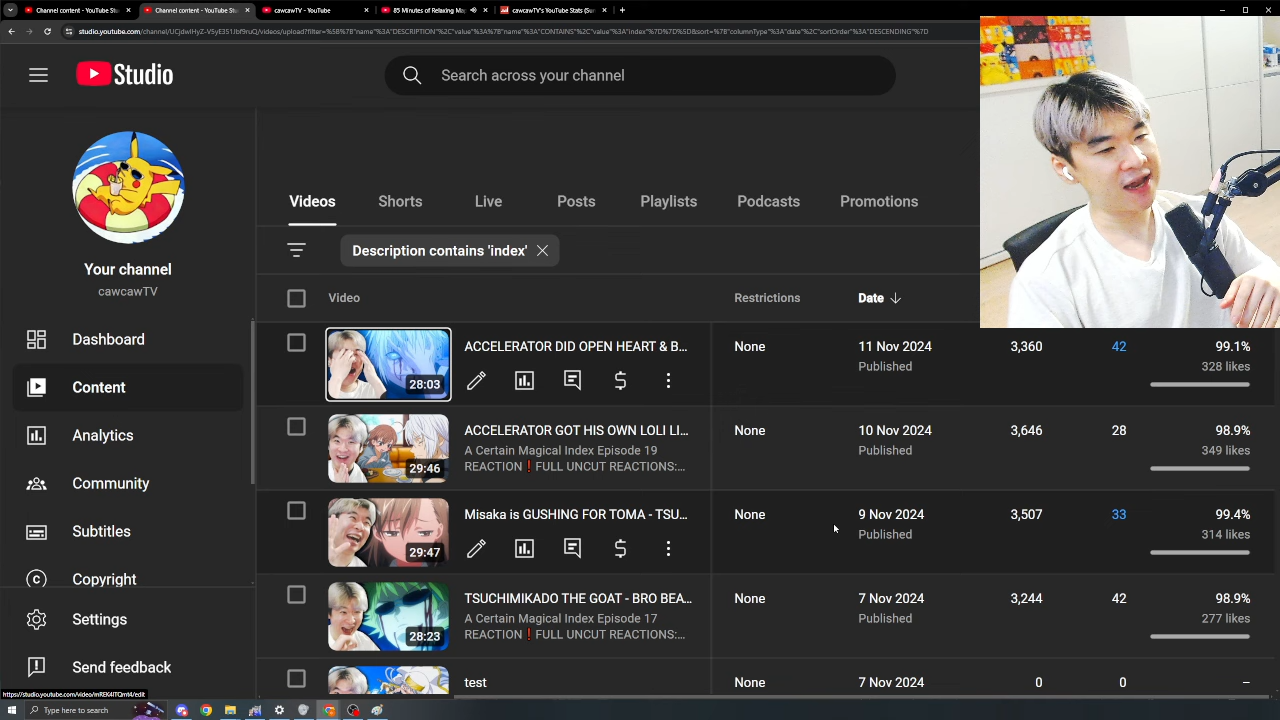 Channel content - YouTube Stu
Channel content - YouTube Stu
cawcawTV - YouTube
85 Minutes of Relaxing Mo
cawcawTV's YouTube Stats (Su
Studio
Search across your channel
Your channel
cawcawTV
Dashboard
Content
Analytics
Community
Subtitles
Copyright
Settings
Send feedback
Videos
Shorts
Live
Posts
Playlists
Podcasts
Promotions
Description contains 'index'
Video
Restrictions
Date
28:03
ACCELERATOR DID OPEN HEART & B...
None
11 Nov 2024
Published
3,360
42
99.1%
328 likes
29:46
ACCELERATOR GOT HIS OWN LOLI LI...
A Certain Magical Index Episode 19
REACTION❗FULL UNCUT REACTIONS:...
None
10 Nov 2024
Published
3,646
28
98.9%
349 likes
29:47
Misaka is GUSHING FOR TOMA - TSU...
None
9 Nov 2024
Published
3,507
33
99.4%
314 likes
28:23
TSUCHIMIKADO THE GOAT - BRO BEA...
A Certain Magical Index Episode 17
REACTION❗FULL UNCUT REACTIONS:...
None
7 Nov 2024
Published
3,244
42
98.9%
277 likes
test
None
7 Nov 2024
0
0
–
Type here to search